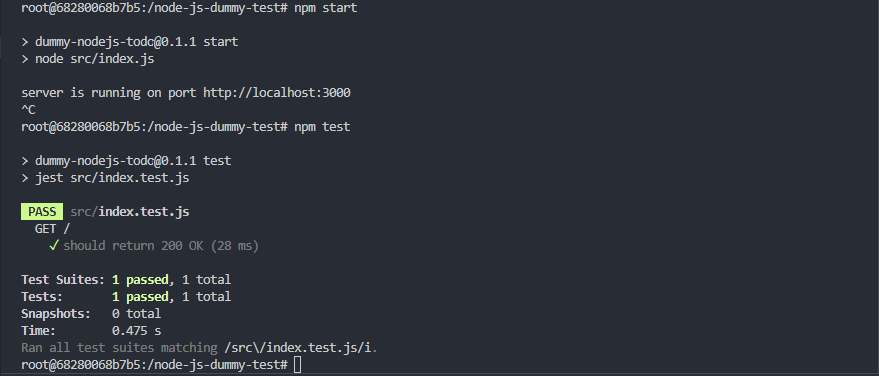 root@68280068b7b5:/node-js-dummy-test# npm start
> dummy-nodejs-todo@0.1.1 start
> node src/index.js
server is running on port http://localhost:3000
^C
root@68280068b7b5:/node-js-dummy-test# npm test
> dummy-nodejs-todo@0.1.1 test
> jest src/index.test.js
PASS src/index.test.js
GET /
✓ should return 200 OK (28 ms)
Test Suites: 1 passed, 1 total
Tests: 1 passed, 1 total
Snapshots: 0 total
Time: 0.475 s
Ran all test suites matching /src\/index.test.js/i.
root@68280068b7b5:/node-js-dummy-test#